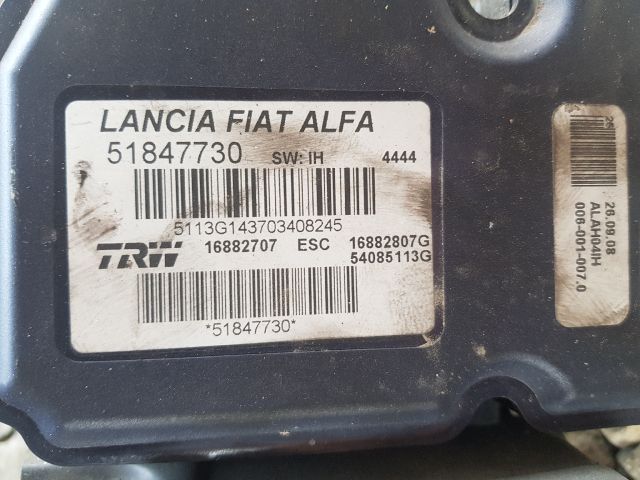 LANCIA FIAT ALFA
51847730 SW: IH 4444
5113G143703408245
TRW 16882707 ESC 16882807G
54085113G
*51847730*
26.09.08
ALAH04IH
006-001-007.0